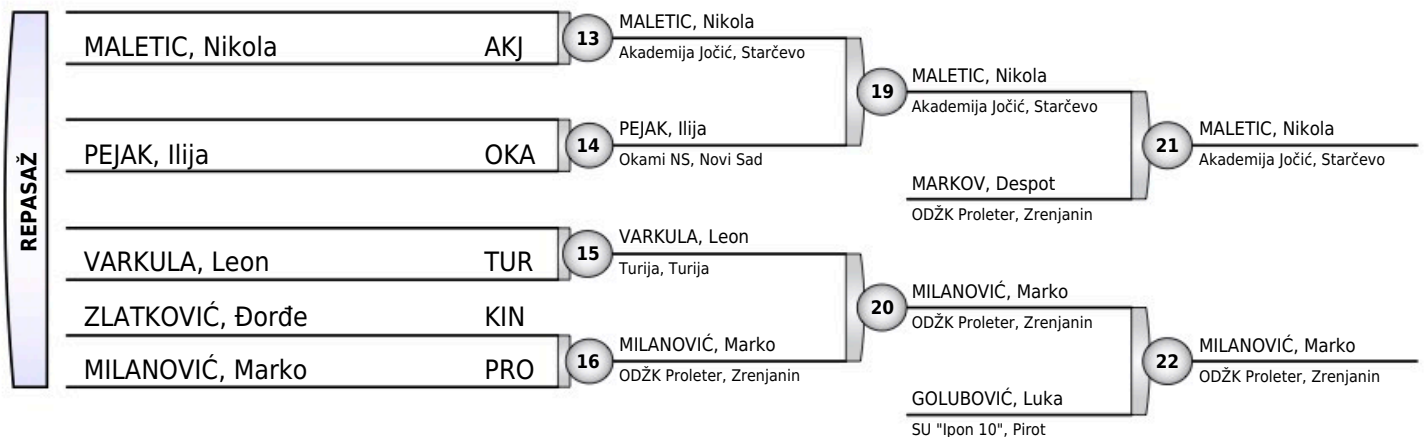 REPASAŽ
MALETIC, Nikola AKJ
PEJAK, Ilija OKA
VARKULA, Leon TUR
ZLATKOVIĆ, Đorđe KIN
MILANOVIĆ, Marko PRO
13
MALETIC, Nikola
Akademija Jočić, Starčevo
14
PEJAK, Ilija
Okami NS, Novi Sad
15
VARKULA, Leon
Turija, Turija
16
MILANOVIĆ, Marko
ODŽK Proleter, Zrenjanin
19
MALETIC, Nikola
Akademija Jočić, Starčevo
MARKOV, Despot
ODŽK Proleter, Zrenjanin
20
MILANOVIĆ, Marko
ODŽK Proleter, Zrenjanin
GOLUBOVIĆ, Luka
SU "Ipon 10", Pirot
21
MALETIC, Nikola
Akademija Jočić, Starčevo
22
MILANOVIĆ, Marko
ODŽK Proleter, Zrenjanin